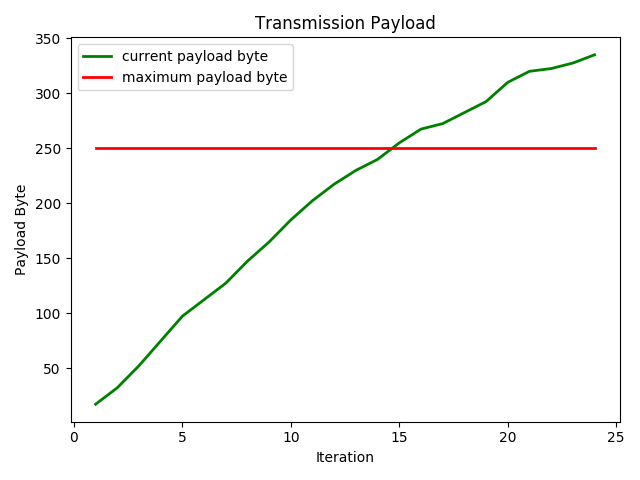 Transmission Payload
current payload byte
maximum payload byte
Payload Byte
350
300
250
200
150
100
50
0 5 10 15 20 25
Iteration